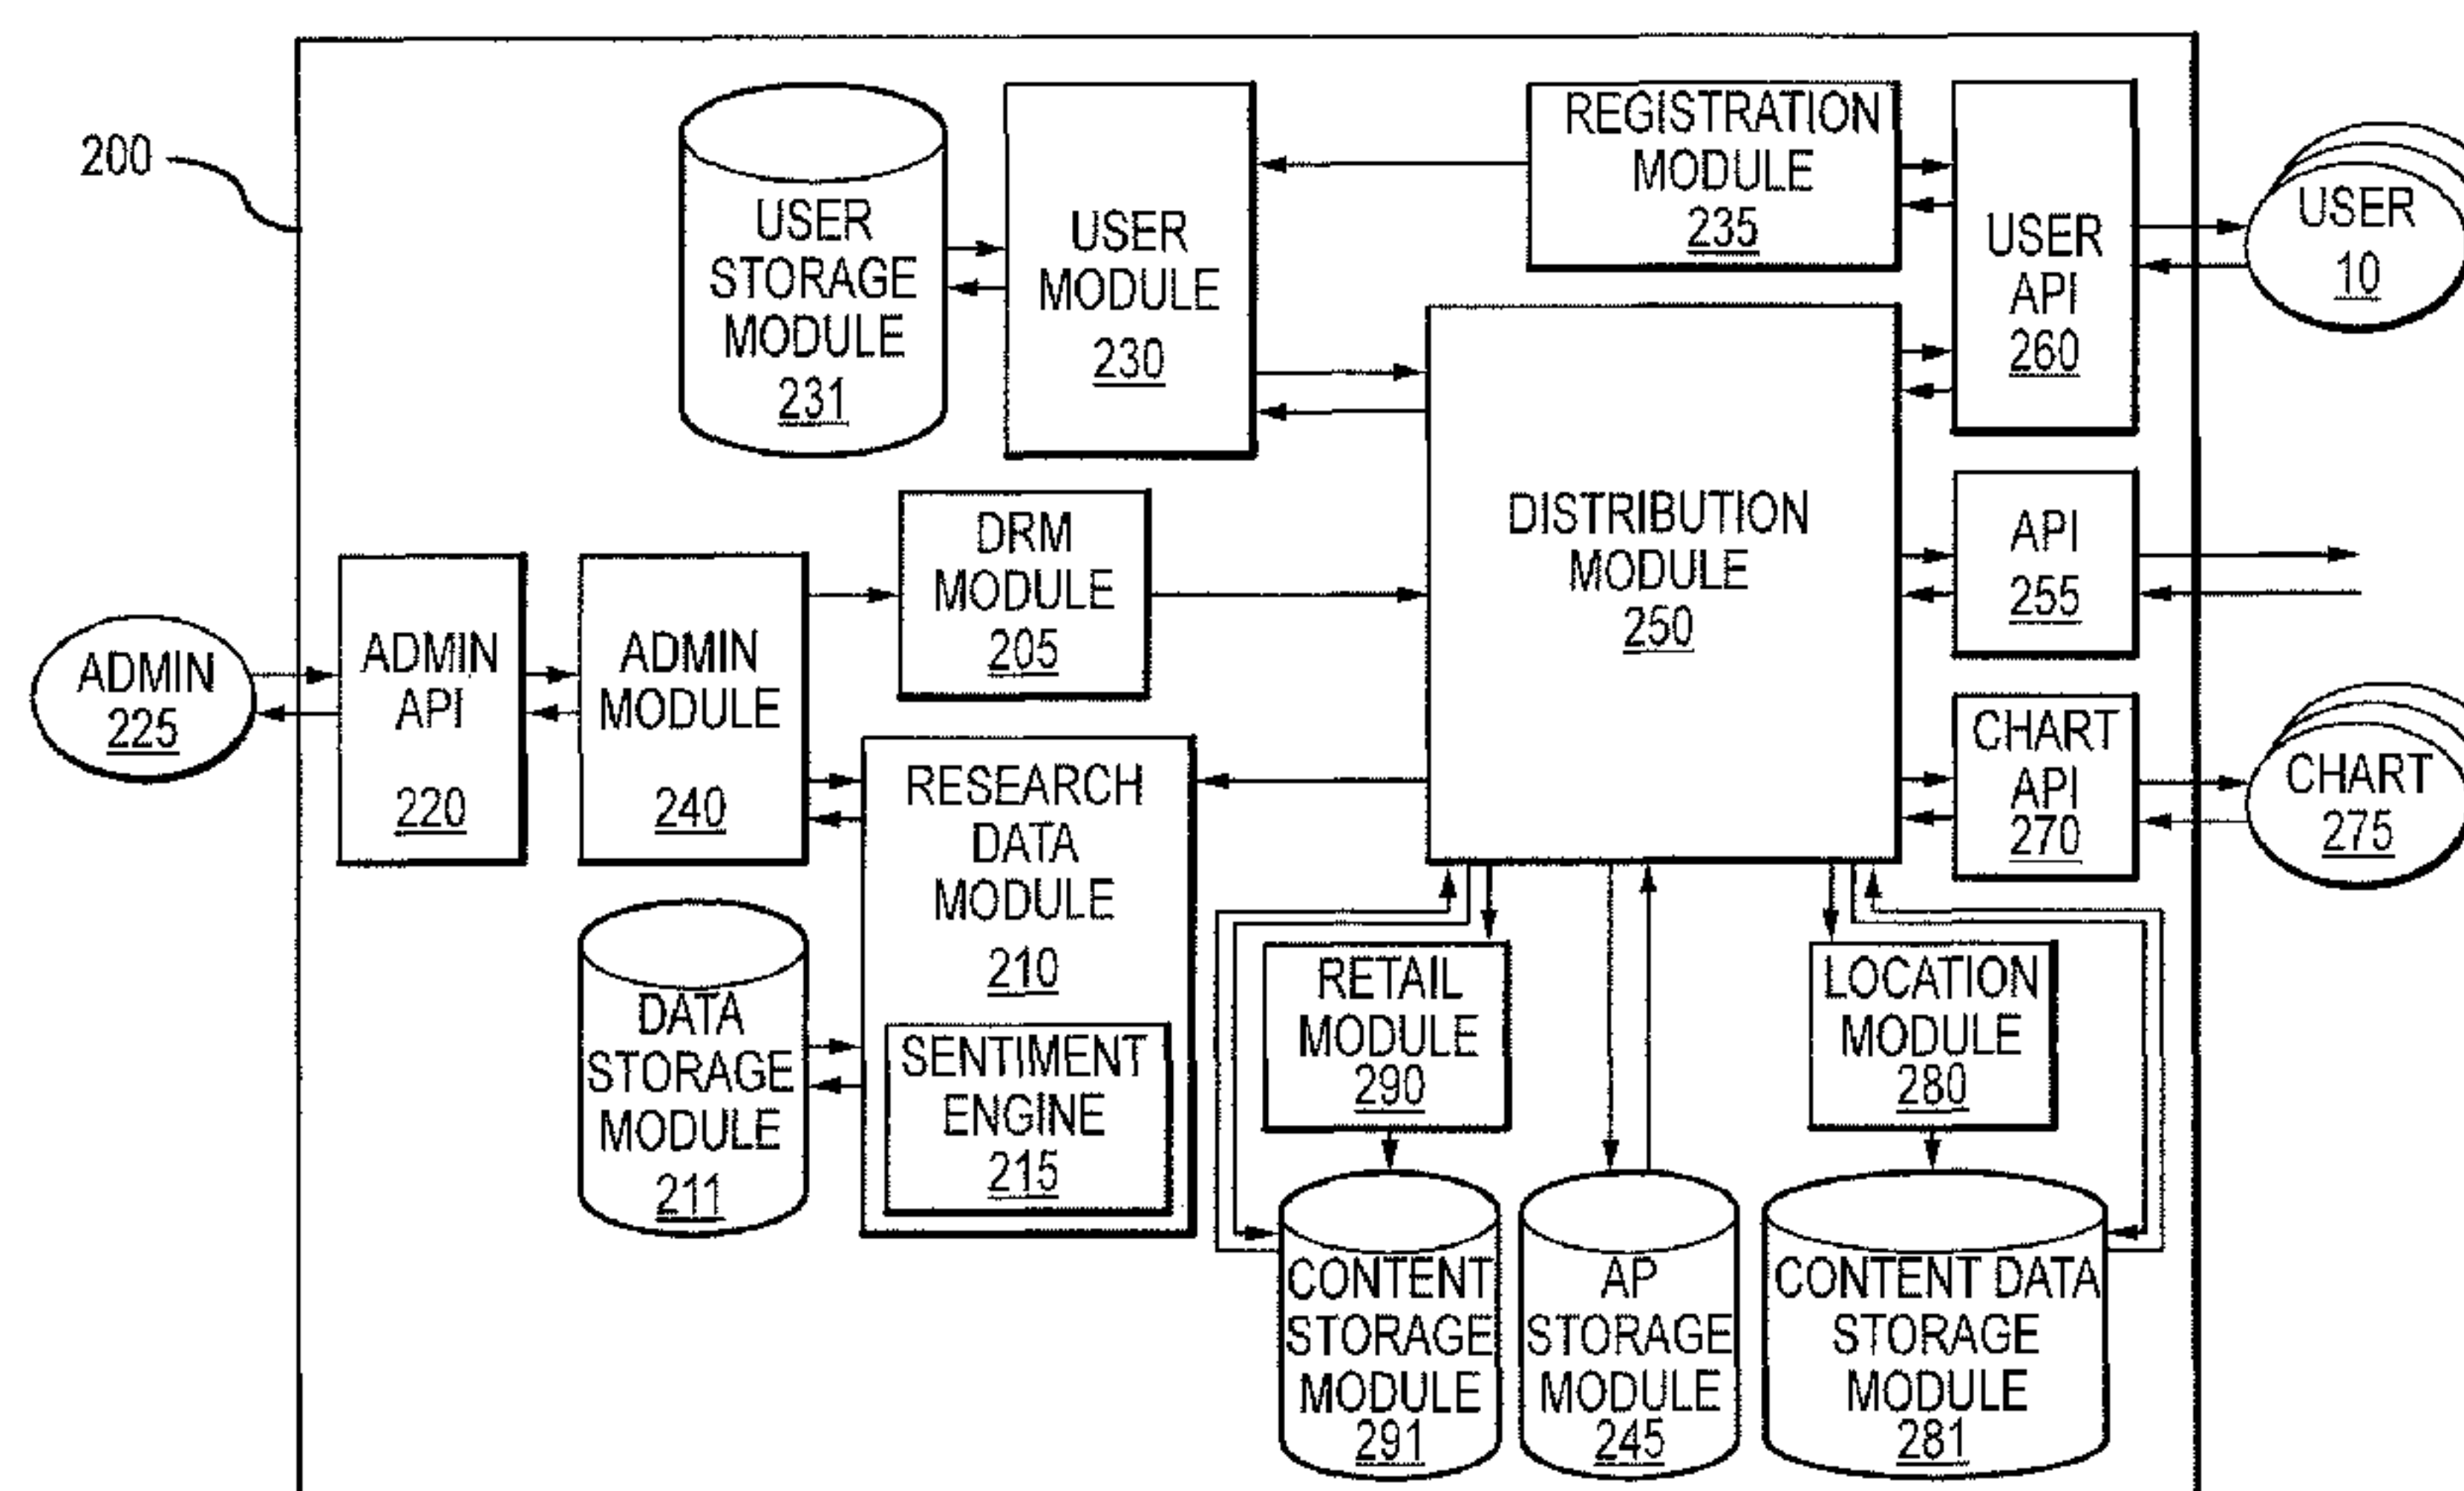 200
USER
STORAGE
MODULE
231
USER
MODULE
230
REGISTRATION
MODULE
235
USER
API
260
USER
10
DISTRIBUTION
MODULE
250
API
255
DRM
MODULE
205
ADMIN
225
ADMIN
API
220
ADMIN
MODULE
240
RESEARCH
DATA
MODULE
210
CHART
API
270
CHART
275
DATA
STORAGE
MODULE
211
SENTIMENT
ENGINE
215
RETAIL
MODULE
290
LOCATION
MODULE
280
CONTENT
STORAGE
MODULE
291
AP
STORAGE
MODULE
245
CONTENT DATA
STORAGE
MODULE
281